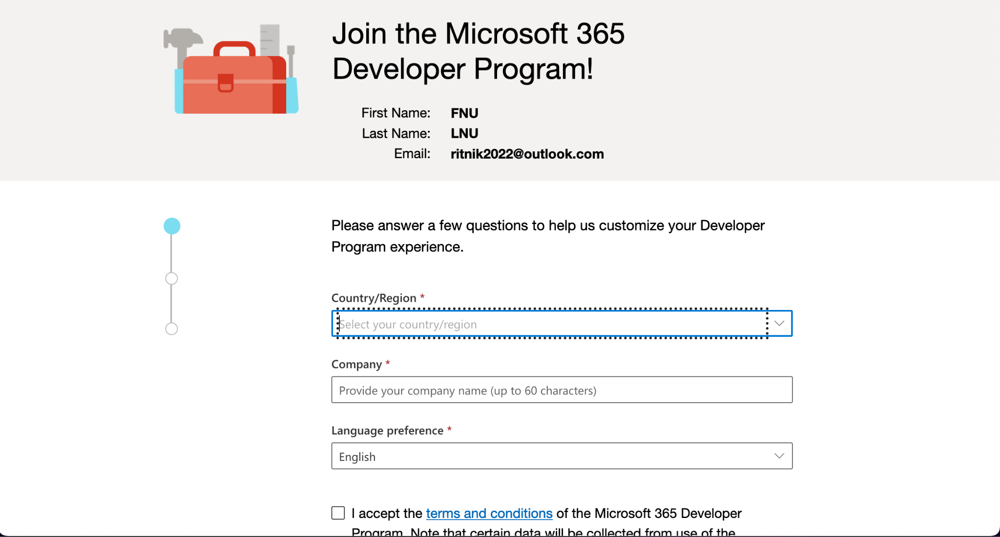 Join the Microsoft 365
Developer Program!
First Name: FNU
Last Name: LNU
Email: ritnik2022@outlook.com
Please answer a few questions to help us customize your Developer
Program experience.
Country/Region *
Select your country/region
Company *
Provide your company name (up to 60 characters)
Language preference *
English
I accept the terms and conditions of the Microsoft 365 Developer
Program. Note that certain data will be collected from use of the